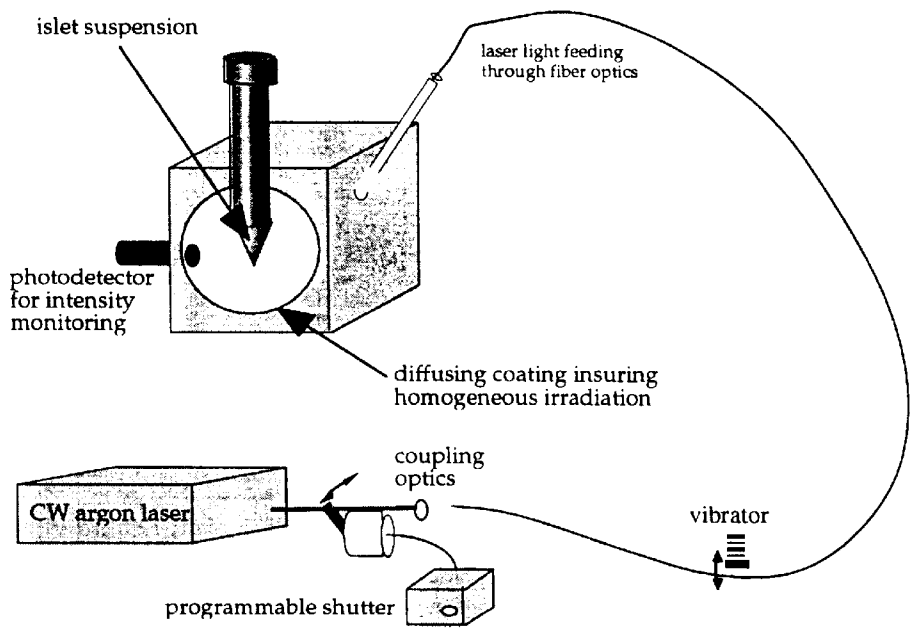 islet suspension
laser light feeding
through fiber optics
photodetector
for intensity
monitoring
diffusing coating insuring
homogeneous irradiation
coupling
optics
CW argon laser
vibrator
programmable shutter